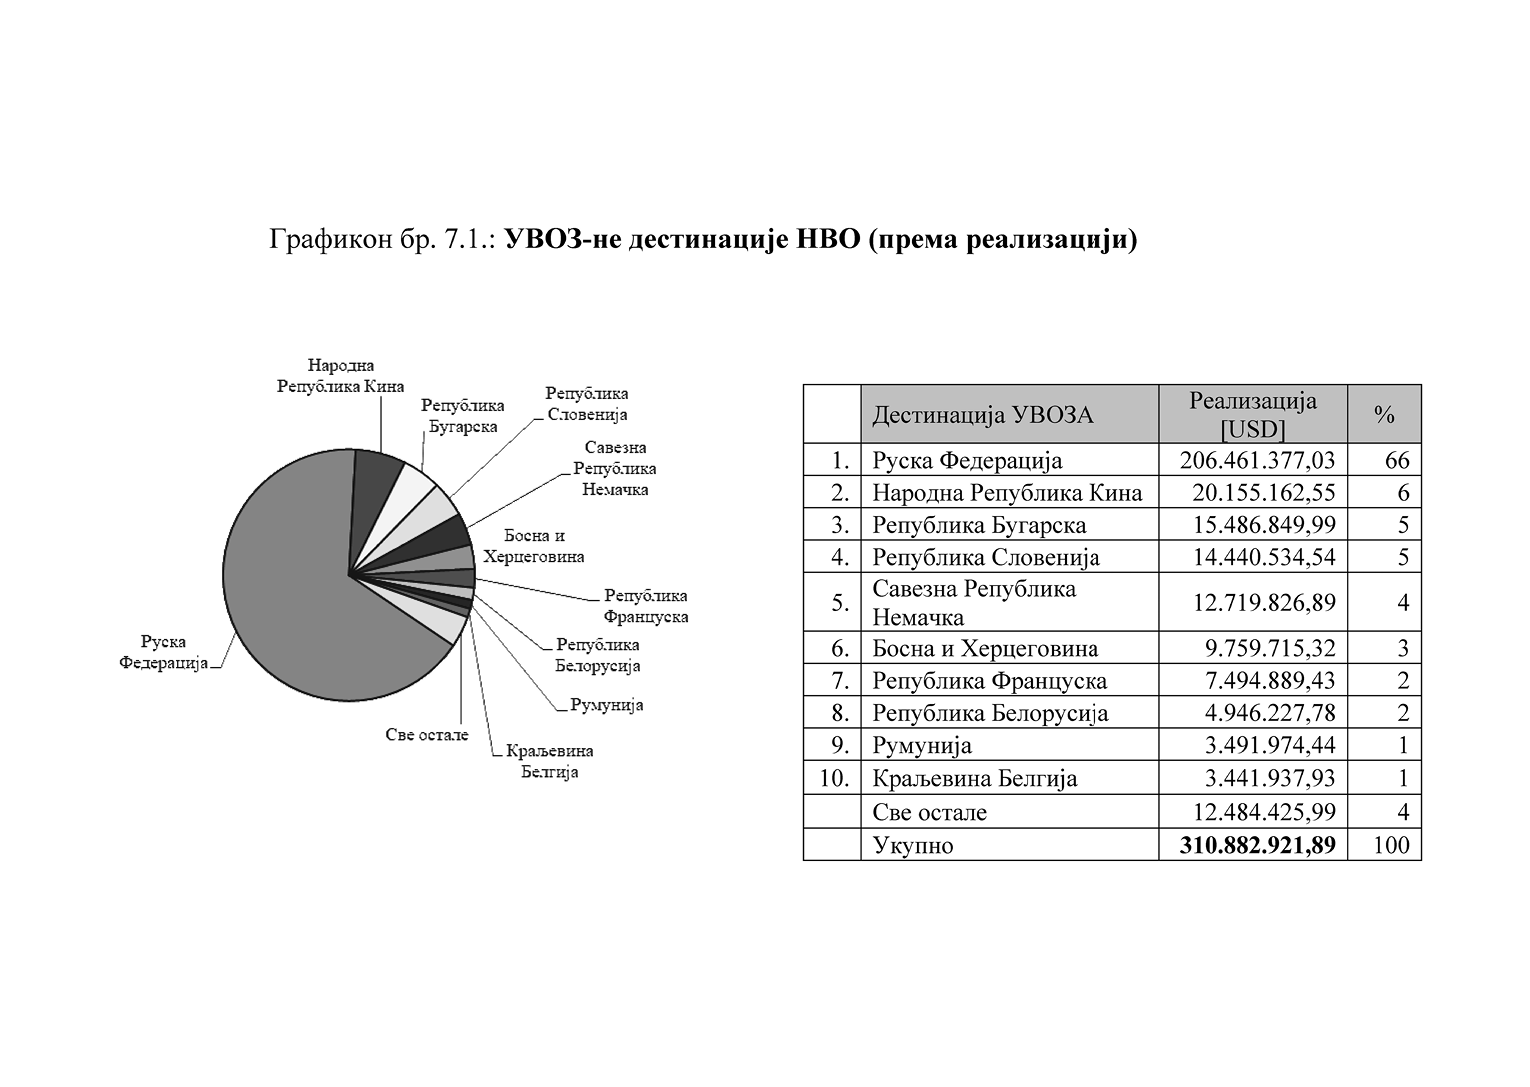 Графикон бр. 7.1.: УВОЗ-не дестинације НВО (према реализацији)
Народна
Република Кина
Република
Бугарска
Република
Словенија
Савезна
Република
Немачка
Босна и
Херцеговина
Република
Француска
Република
Белорусија
Румунија
Краљевина
Белгија
Све остале
Руска
Федерација
Дестинација УВОЗА Реализација [USD] %
1. Руска Федерација 206.461.377,03 66
2. Народна Република Кина 20.155.162,55 6
3. Република Бугарска 15.486.849,99 5
4. Република Словенија 14.440.534,54 5
5. Савезна Република Немачка 12.719.826,89 4
6. Босна и Херцеговина 9.759.715,32 3
7. Република Француска 7.494.889,43 2
8. Република Белорусија 4.946.227,78 2
9. Румунија 3.491.974,44 1
10. Краљевина Белгија 3.441.937,93 1
Све остале 12.484.425,99 4
Укупно 310.882.921,89 100